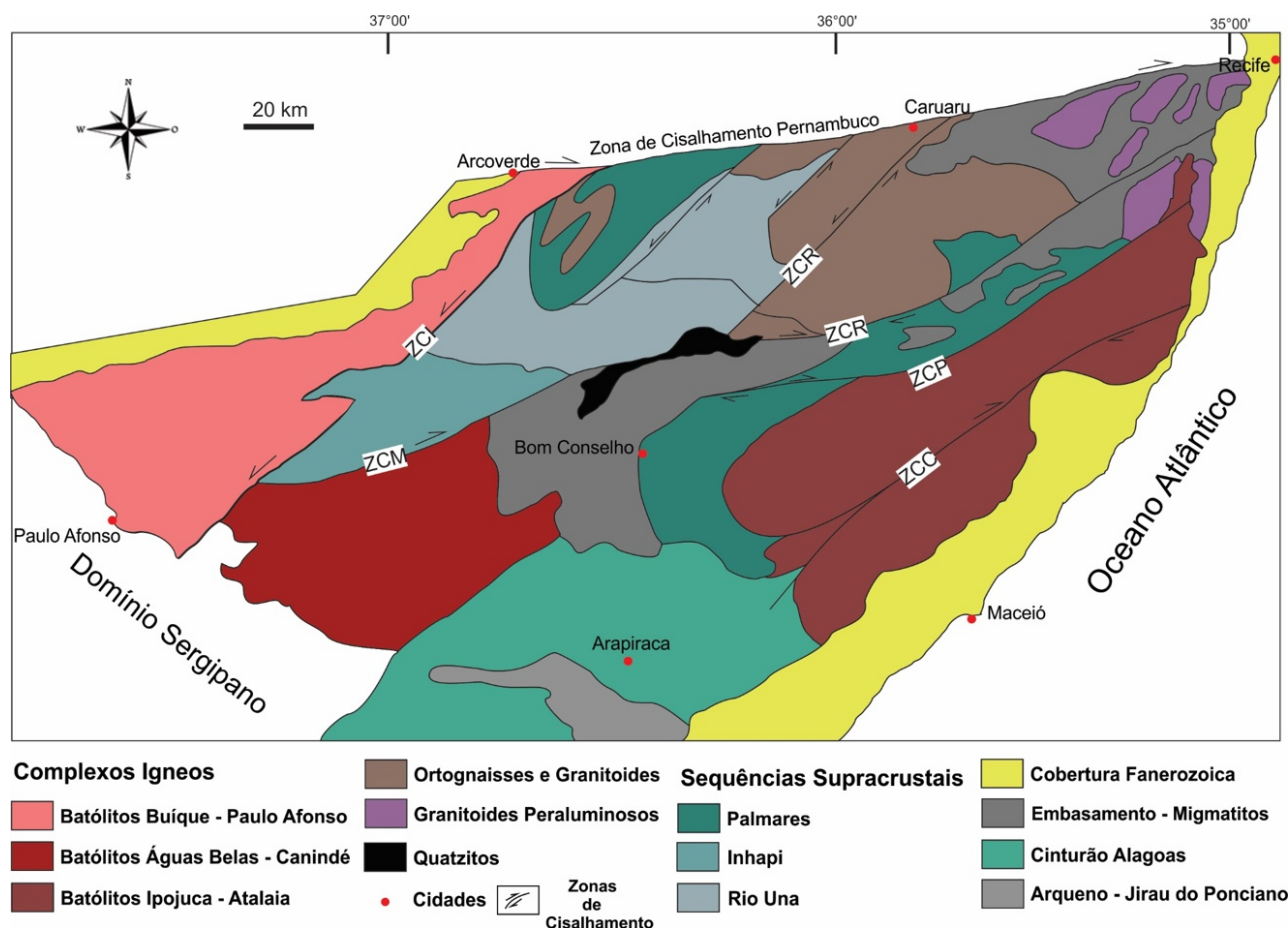 37°00'
36°00'
35°00'
N
W
O
S
20 km
Recife
Caruaru
Zona de Cisalhamento Pernambuco
Arcoverde
ZCR
ZCI
ZCR
ZCP
ZCM
Bom Conselho
ZCC
Paulo Afonso
Domínio Sergipano
Oceano Atlântico
Maceió
Arapiraca
Complexos Igneos
Batólitos Buíque - Paulo Afonso
Batólitos Águas Belas - Canindé
Batólitos Ipojuca - Atalaia
Ortognaisses e Granitoides
Granitoides Peraluminosos
Quatzitos
Cidades
Zonas
de
Cisalhamento
Sequências Supracrustais
Palmares
Inhapi
Rio Una
Cobertura Fanerozoica
Embasamento - Migmatitos
Cinturão Alagoas
Arqueno - Jirau do Ponciano